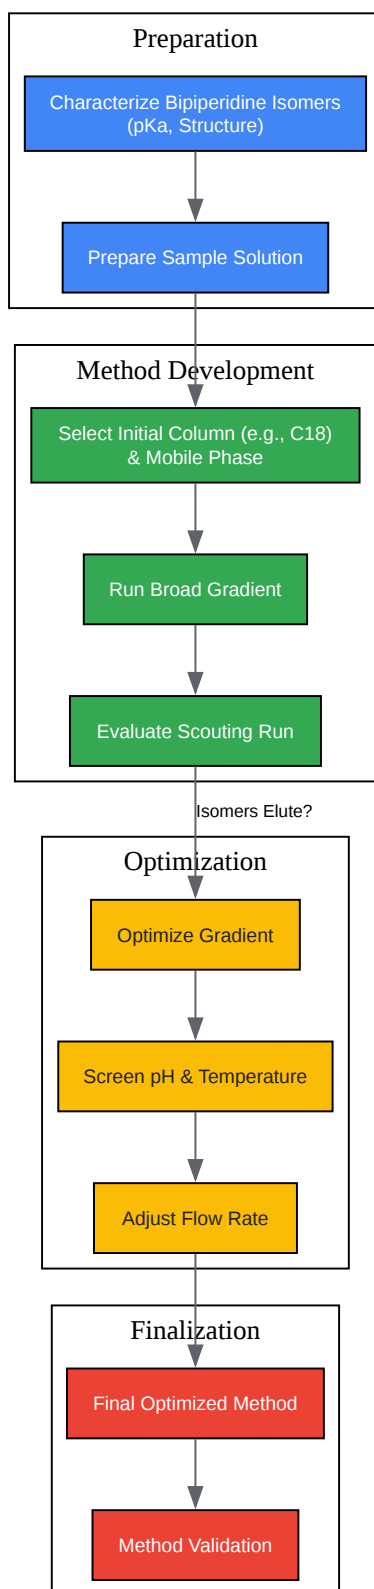 Preparation
Characterize Bipiperidine Isomers
(pKa, Structure)
Prepare Sample Solution
Method Development
Select Initial Column (e.g., C18)
& Mobile Phase
Run Broad Gradient
Evaluate Scouting Run
Isomers Elute?
Optimization
Optimize Gradient
Screen pH & Temperature
Adjust Flow Rate
Finalization
Final Optimized Method
Method Validation